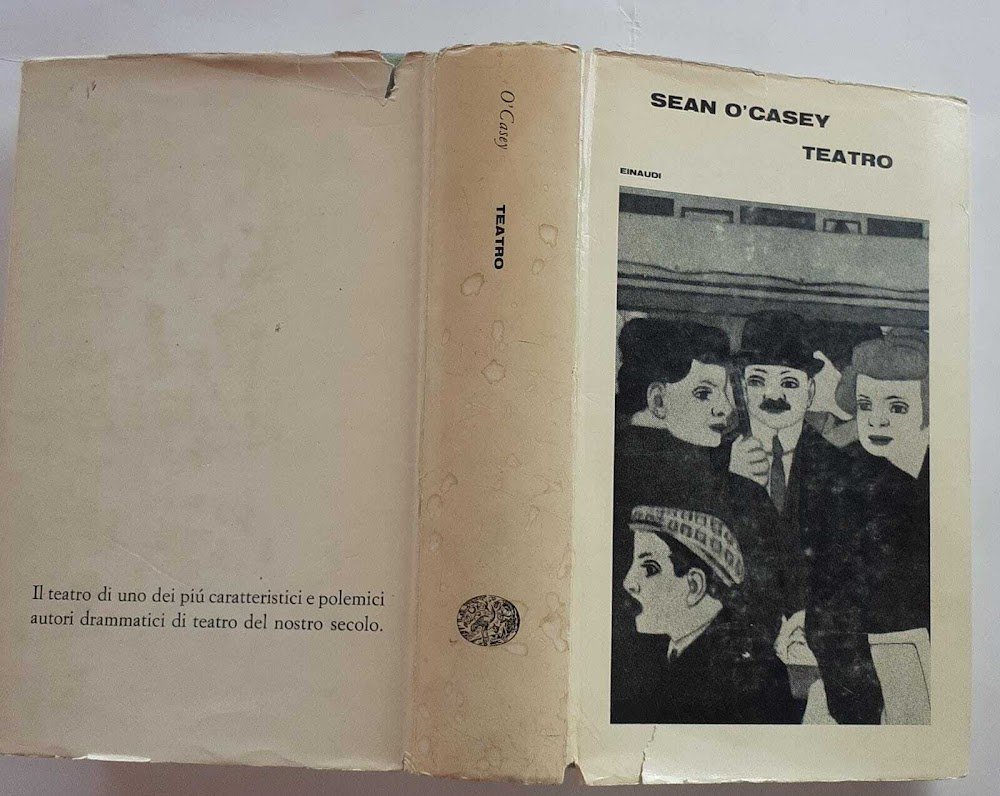 Il teatro di uno dei piú caratteristici e polemici
autori drammatici di teatro del nostro secolo.
O'Casey
TEATRO
SEAN O'CASEY
TEATRO
EINAUDI